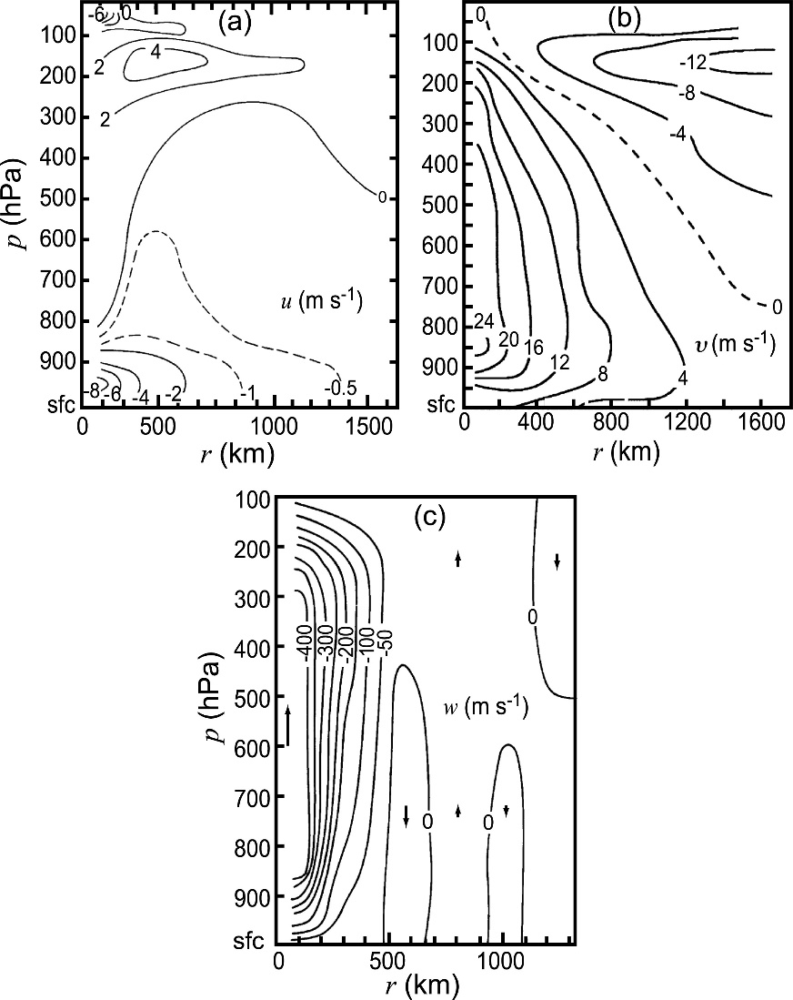 (a)
-6 0
4
2
2
0
u (m s-1)
-8 -6 -4 -2 -1 -0.5
100
200
300
400
500
600
700
800
900
sfc
p (hPa)
0 500 1000 1500
r (km)
(b)
0
-12
-8
-4
0
24
20 16
12
8
4
v (m s-1)
100
200
300
400
500
600
700
800
900
sfc
0 400 800 1200 1600
r (km)
(c)
100
200
300
400
500
600
700
800
900
sfc
p (hPa)
-400 -300 -200 -100 -50
0
w (m s-1)
0 0
0 500 1000
r (km)